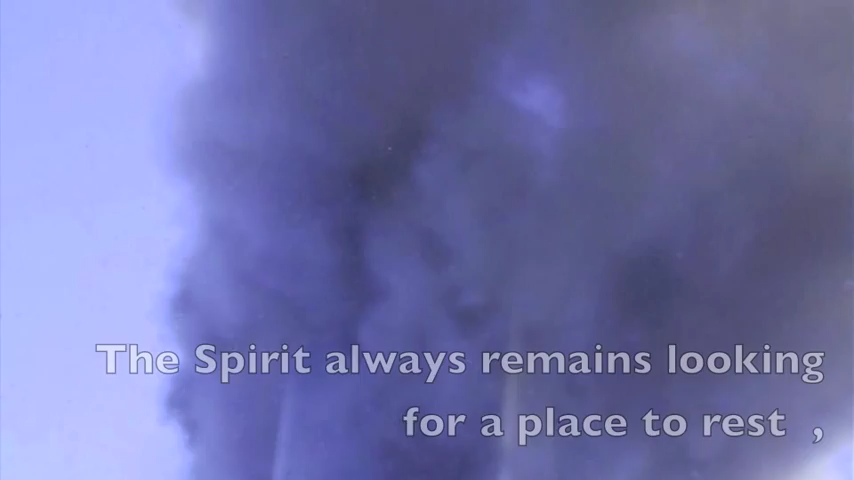 The Spirit always remains looking
for a place to rest ,